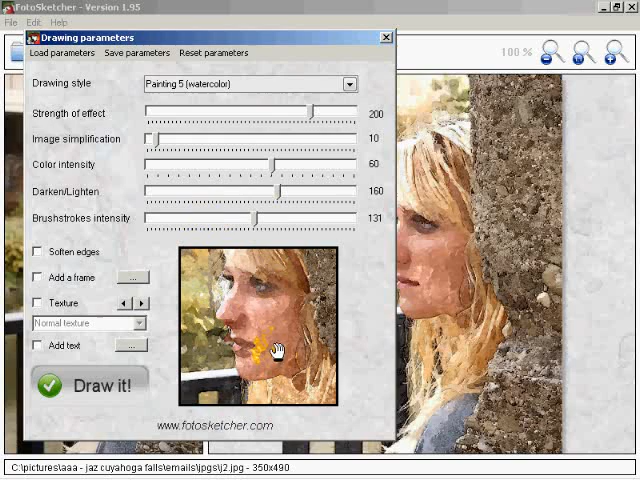 FotoSketcher - Version 1.95
File Edit Help
Drawing parameters
Load parameters Save parameters Reset parameters
100 %
Drawing style Painting 5 (watercolor)
Strength of effect 200
Image simplification 10
Color intensity 60
Darken/Lighten 160
Brushstrokes intensity 131
Soften edges
Add a frame ...
Texture
Normal texture
Add text ...
Draw it!
www.fotosketcher.com
C:\pictures\aaa - jaz cuyahoga falls\emails\jpgs\j2.jpg - 350x490